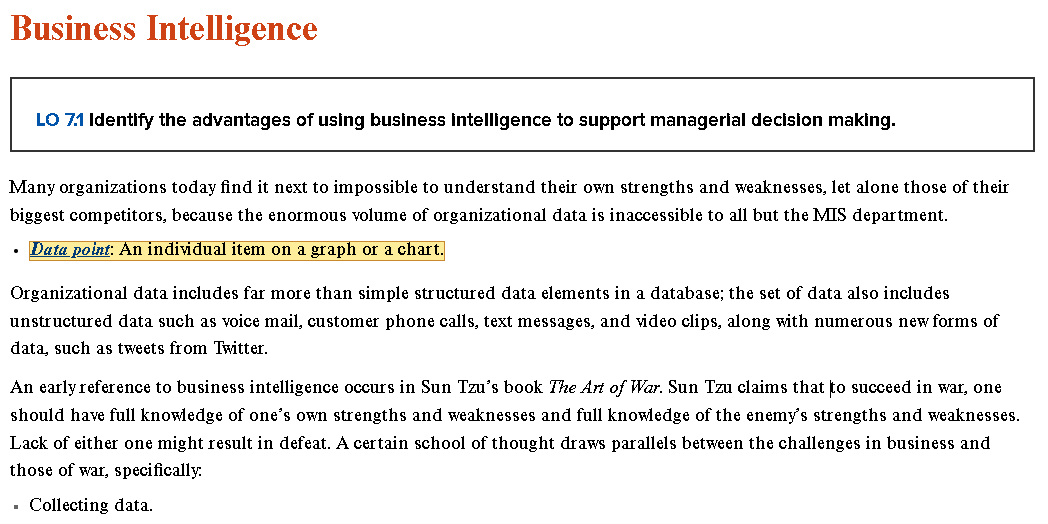 Business Intelligence
LO 7.1 Identify the advantages of using business intelligence to support managerial decision making.
Many organizations today find it next to impossible to understand their own strengths and weaknesses, let alone those of their
biggest competitors, because the enormous volume of organizational data is inaccessible to all but the MIS department.
• Data point: An individual item on a graph or a chart.
Organizational data includes far more than simple structured data elements in a database; the set of data also includes
unstructured data such as voice mail, customer phone calls, text messages, and video clips, along with numerous new forms of
data, such as tweets from Twitter.
An early reference to business intelligence occurs in Sun Tzu’s book The Art of War. Sun Tzu claims that to succeed in war, one
should have full knowledge of one’s own strengths and weaknesses and full knowledge of the enemy’s strengths and weaknesses.
Lack of either one might result in defeat. A certain school of thought draws parallels between the challenges in business and
those of war, specifically:
▪ Collecting data.